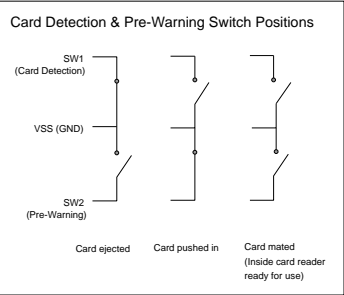 Card Detection & Pre-Warning Switch Positions
SW1
(Card Detection)
VSS (GND)
SW2
(Pre-Warning)
Card ejected
Card pushed in
Card mated
(Inside card reader
ready for use)